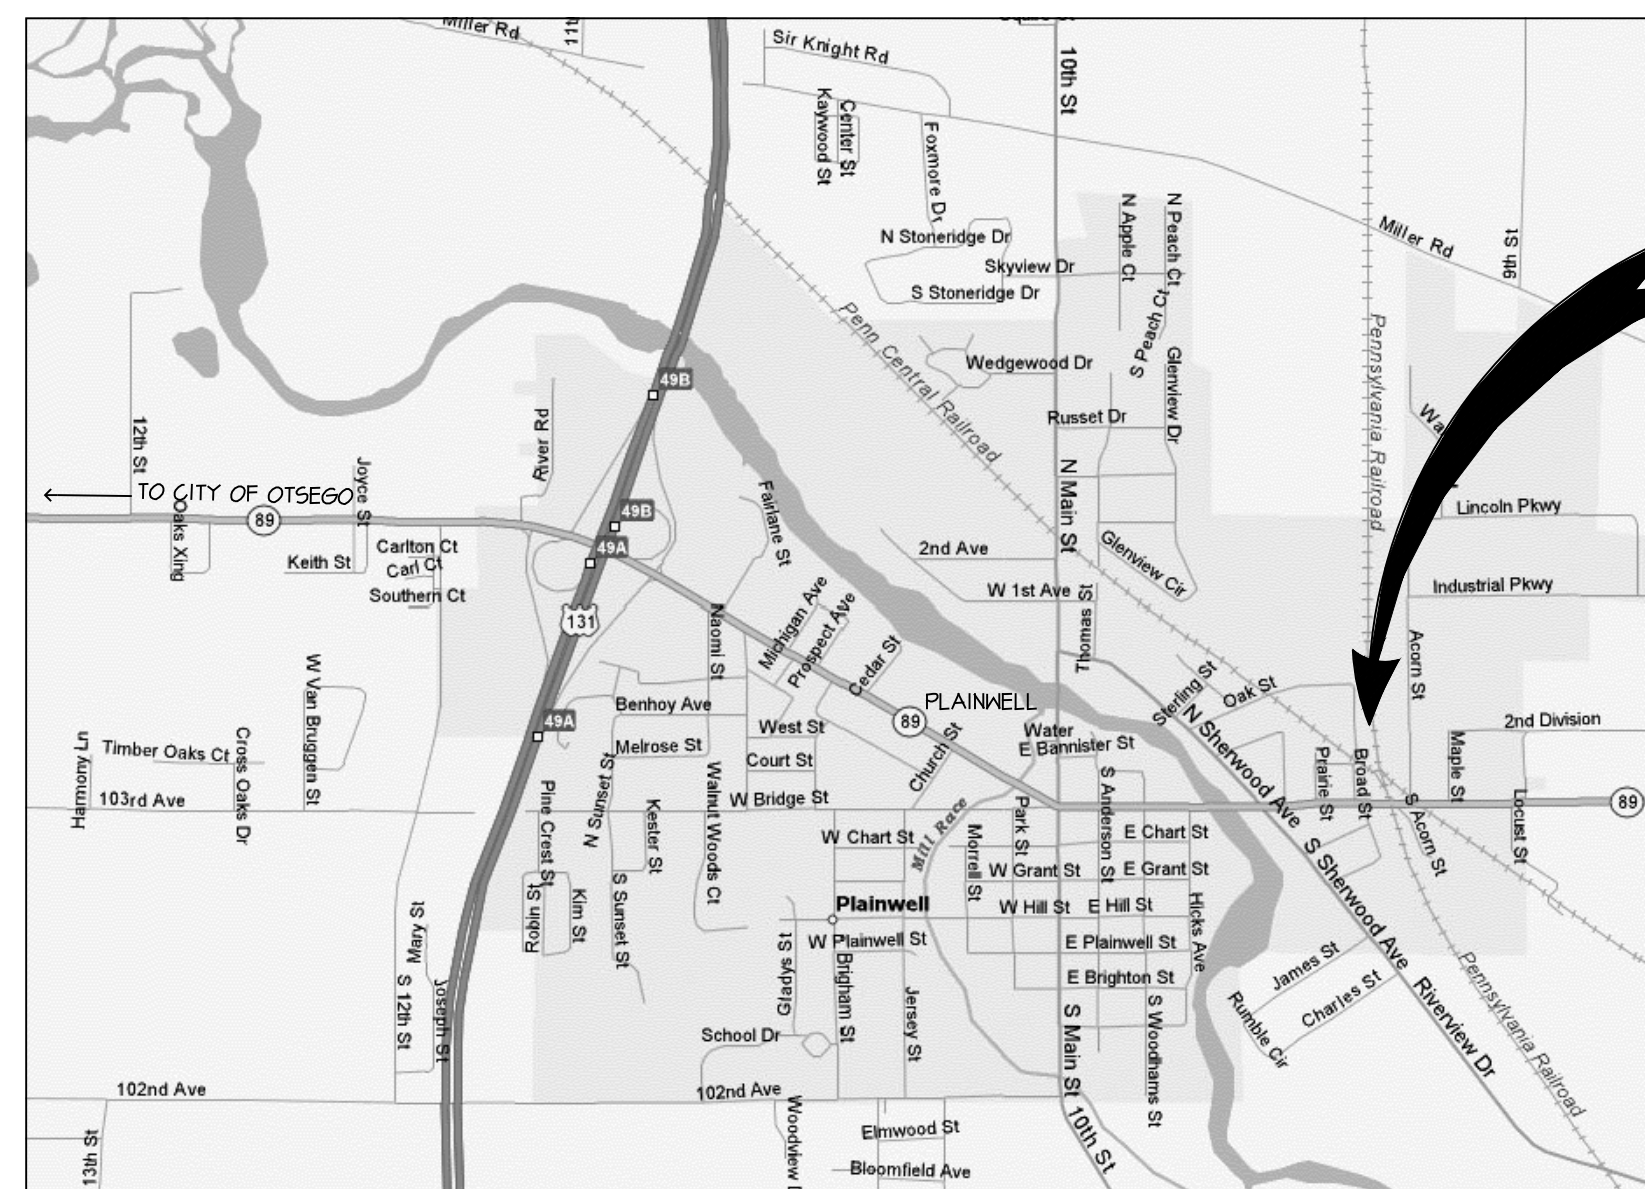 Miller Rd
Sir Knight Rd
10th St
Kaywood St
Center St
Foxmore Dr
N Stoneridge Dr
Skyview Dr
S Stoneridge Dr
N Apple Ct
N Peach Ct
S Peach Ct
Miller Rd
9th St
Penn Central Railroad
Pennsylvania Railroad
Wedgewood Dr
Glenview Dr
Russet Dr
49B
River Rd
12th St
TO CITY OF OTSEGO
Joyce St
Oaks Xing
89
49B
49A
Keith St
Carlton Ct
Carl Ct
Southern Ct
131
Fairlane St
N Main St
2nd Ave
W 1st Ave
Thomas St
Glenview Cir
Lincoln Pkwy
Industrial Pkwy
Acorn St
Naomi St
Michigan Ave
Prospect Ave
Cedar St
W Van Bruggen St
Benhoy Ave
PLAINWELL
89
Sterling St
Oak St
49A
West St
Water
E Bannister St
N Sherwood Ave
2nd Division
Harmony Ln
Timber Oaks Ct
Cross Oaks Dr
Melrose St
Court St
Church St
Prairie St
Broad St
Maple St
103rd Ave
Pine Crest St
N Sunset St
Kester St
Walnut Woods Ct
W Bridge St
Mill Race
Park St
S Anderson St
S Acorn St
Locust St
89
W Chart St
Morrell St
E Chart St
S Sherwood Ave
W Grant St
E Grant St
Robin St
Kim St
S Sunset St
Plainwell
W Hill St
E Hill St
Hicks Ave
W Mary St
Gladys St
W Plainwell St
E Plainwell St
S 12th St
Joseph St
Brigham St
Jersey St
E Brighton St
James St
Charles St
Rumble Cir
Riverview Dr
Pennsylvania Railroad
School Dr
S Main St
S Woodhams St
102nd Ave
102nd Ave
10th St
13th St
Woodview
Elmwood St
Bloomfield Ave